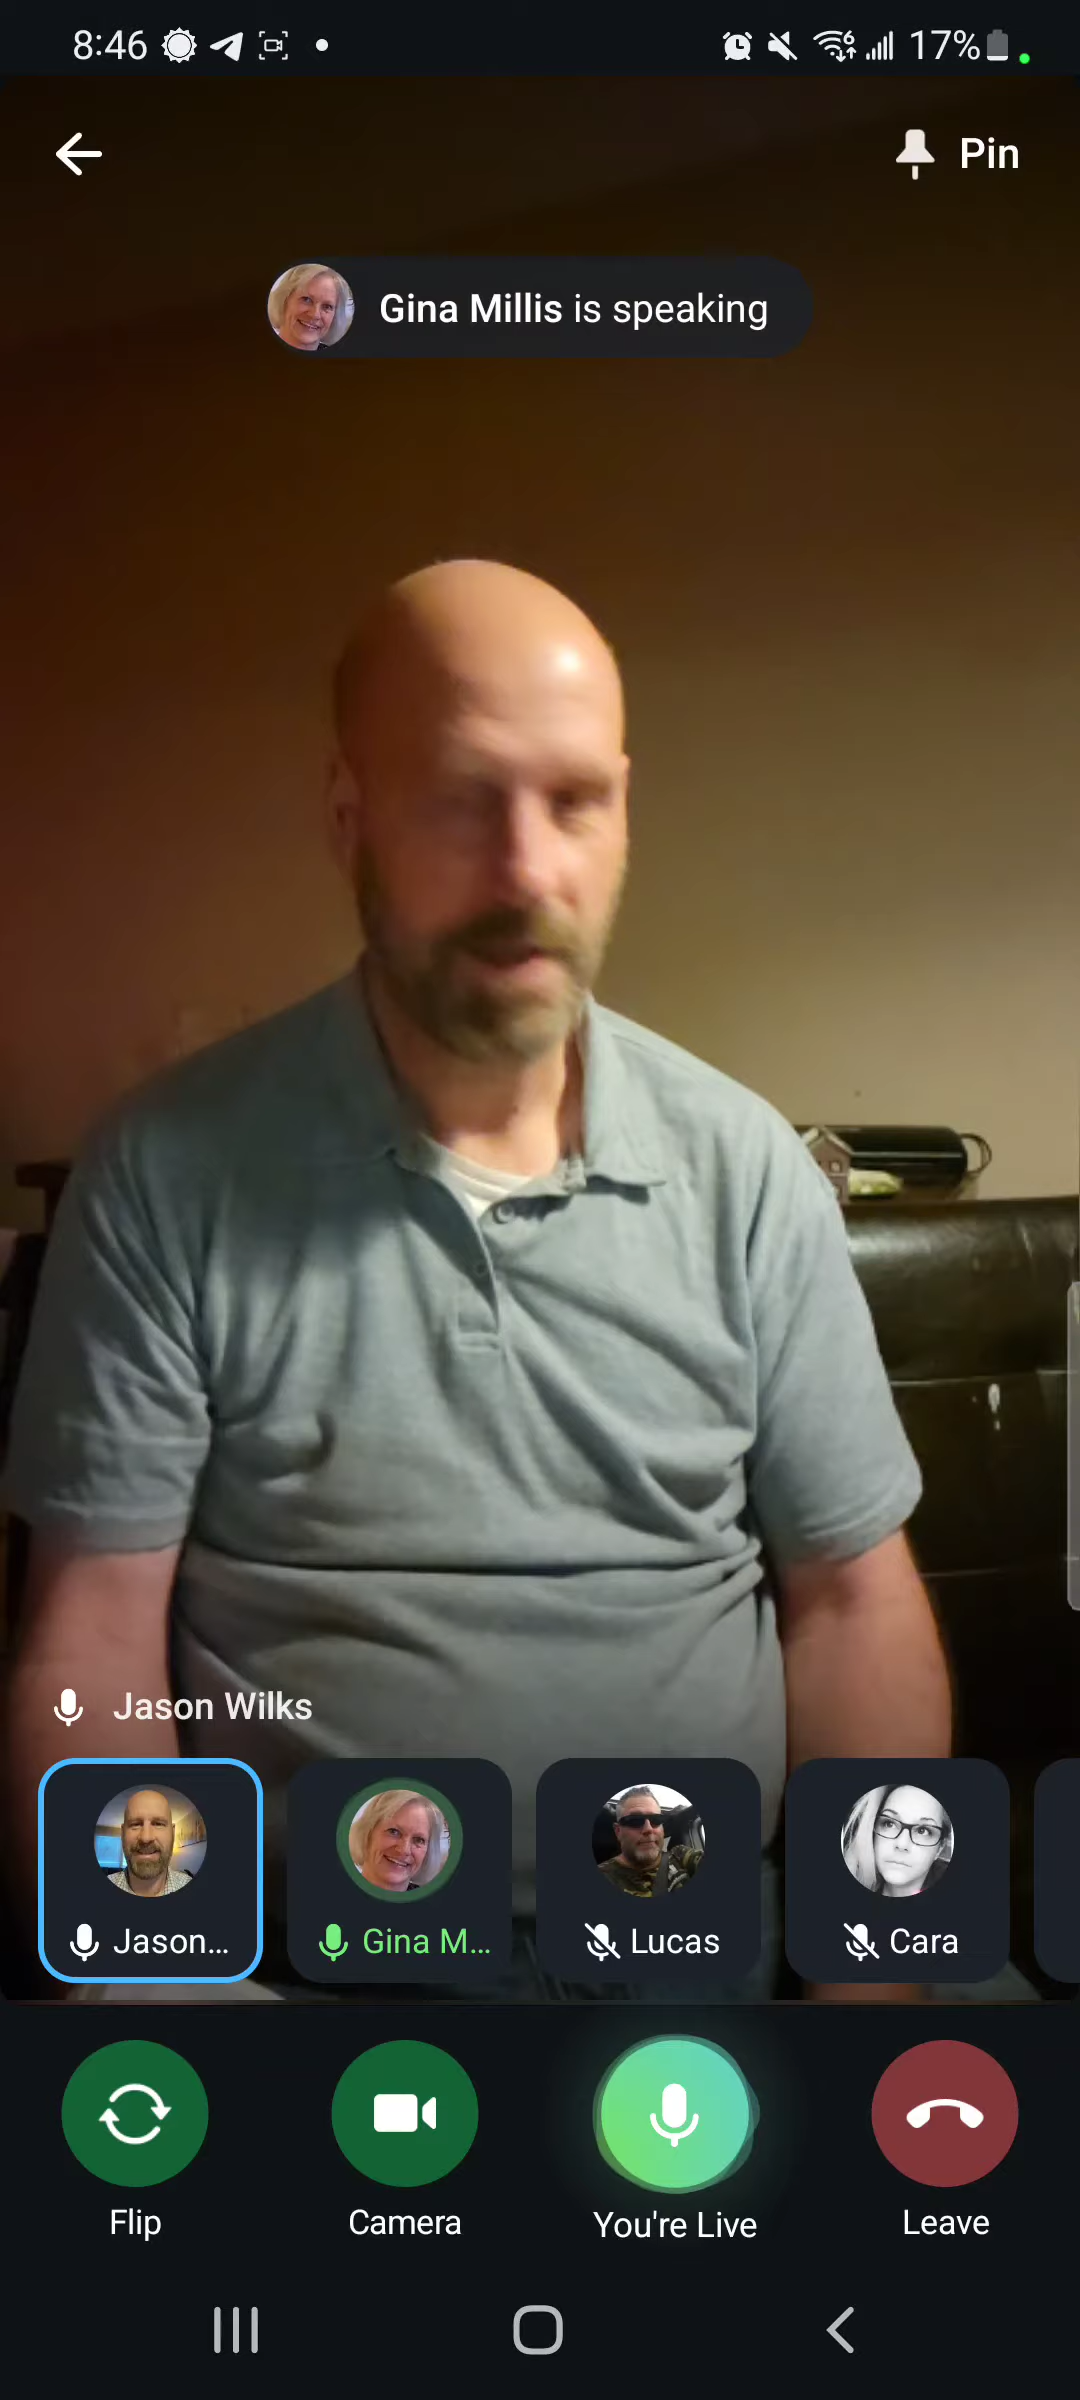 8:46
17%
Pin
Gina Millis is speaking
Jason Wilks
Jason...
Gina M...
Lucas
Cara
Flip
Camera
You're Live
Leave